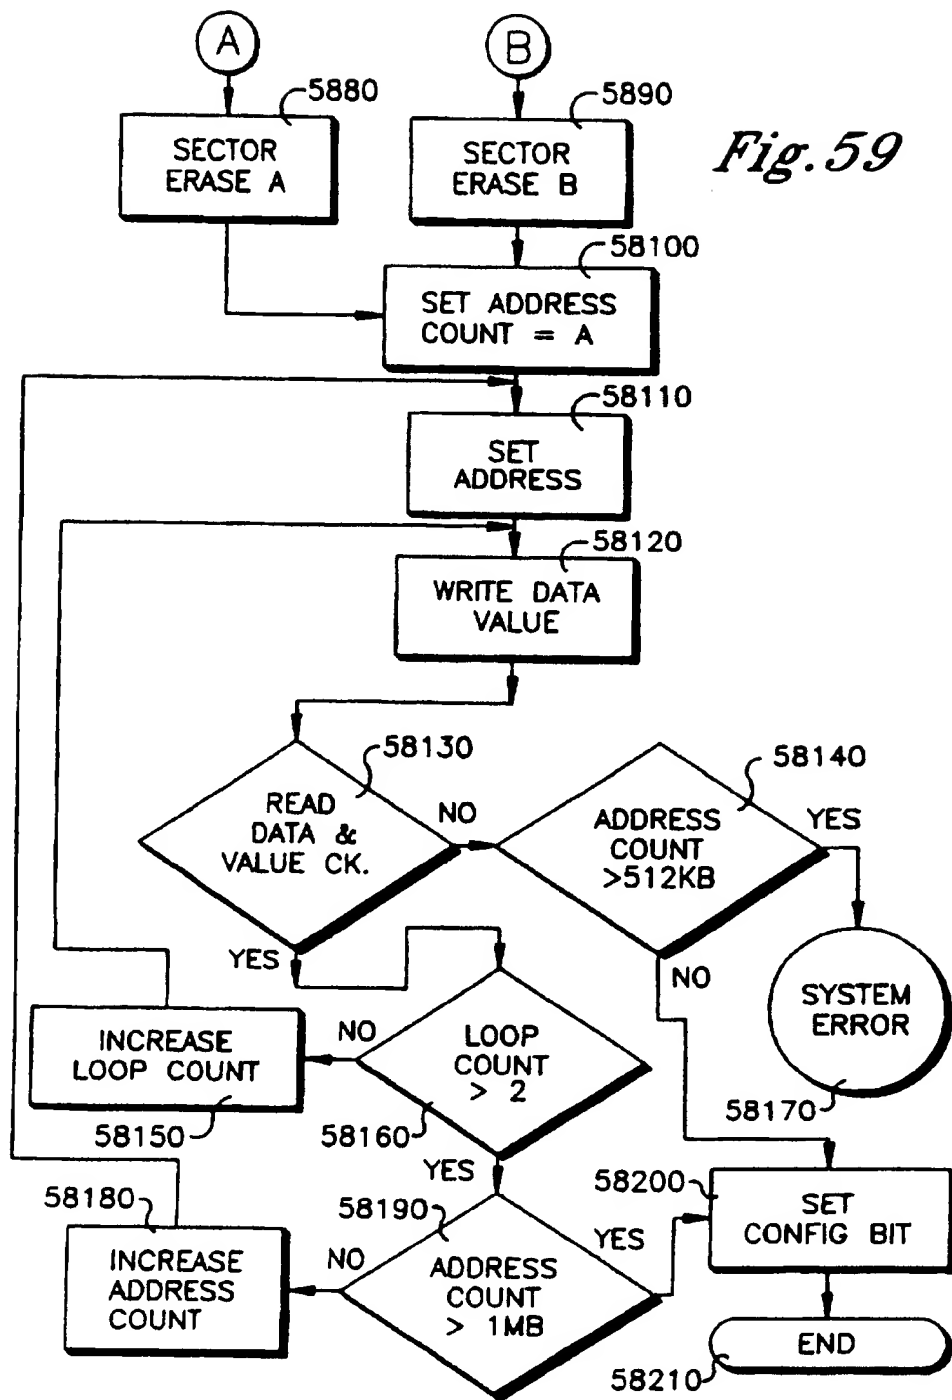 A
B
5880
5890
Fig. 59
SECTOR
ERASE A
SECTOR
ERASE B
58100
SET ADDRESS
COUNT = A
58110
SET
ADDRESS
58120
WRITE DATA
VALUE
58130
58140
READ
DATA &
VALUE CK.
NO
ADDRESS
COUNT
>512KB
YES
YES
NO
SYSTEM
ERROR
INCREASE
LOOP COUNT
NO
LOOP
COUNT
> 2
58150
58160
58170
YES
58180
58190
58200
INCREASE
ADDRESS
COUNT
NO
ADDRESS
COUNT
> 1MB
YES
SET
CONFIG BIT
END
58210